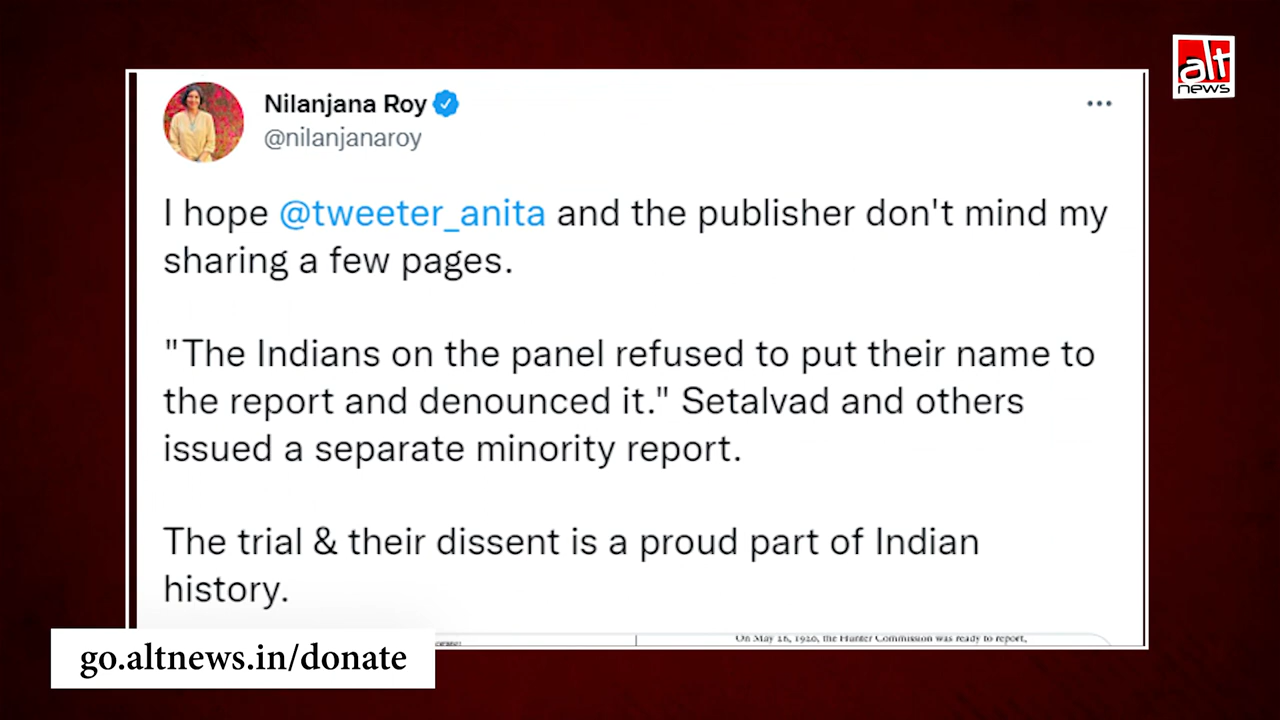 alt
news
Nilanjana Roy
@nilanjanaroy
I hope @tweeter_anita and the publisher don't mind my
sharing a few pages.
"The Indians on the panel refused to put their name to
the report and denounced it." Setalvad and others
issued a separate minority report.
The trial & their dissent is a proud part of Indian
history.
On May 26, 1920, the Hunter Commission was ready to report,
go.altnews.in/donate